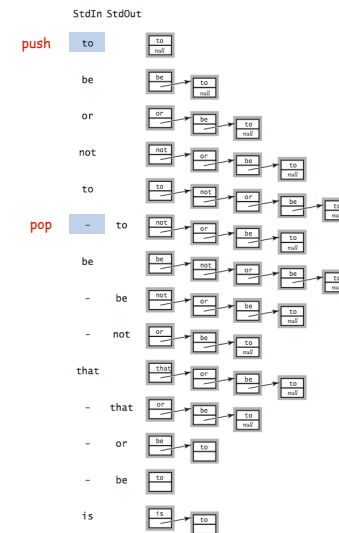 StdIn StdOut
push to to
null
be be to
null
or or be to
null
not not or be to
null
to to not or be to
null
pop - to not or be to
null
be be not or be to
- be not or be to
null
- not or be to
null
that that or be to
null
- that or be to
null
- or be to
- be to
is is to